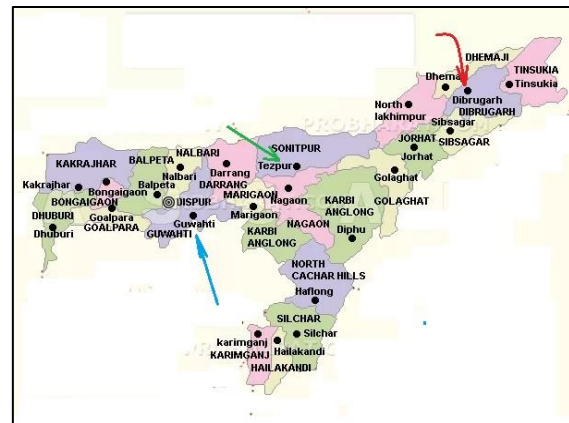 DHEMAJI
TINSUKIA
Dhemaji
Tinsukia
Dibrugarh
DIBRUGARH
North
lakhimpur
Sibsagar
SIBSAGAR
JORHAT
Jorhat
SONITPUR
Tezpur
Golaghat
GOLAGHAT
NALBARI
BALPETA
KAKRAJHAR
Darrang
DARRANG
Nalbari
Kakrajhar
Bongaigaon
BONGAIGAON
Balpeta
MARIGAON
Nagaon
KARBI
ANGLONG
DISPUR
Marigaon
DHUBURI
Goalpara
GOALPARA
Guwahti
GUWAHTI
NAGAON
Dhuburi
KARBI
ANGLONG
Diphu
NORTH
CACHAR HILLS
Haflong
SILCHAR
Silchar
karimganj
KARIMGANJ
Hailakandi
HAILAKANDI